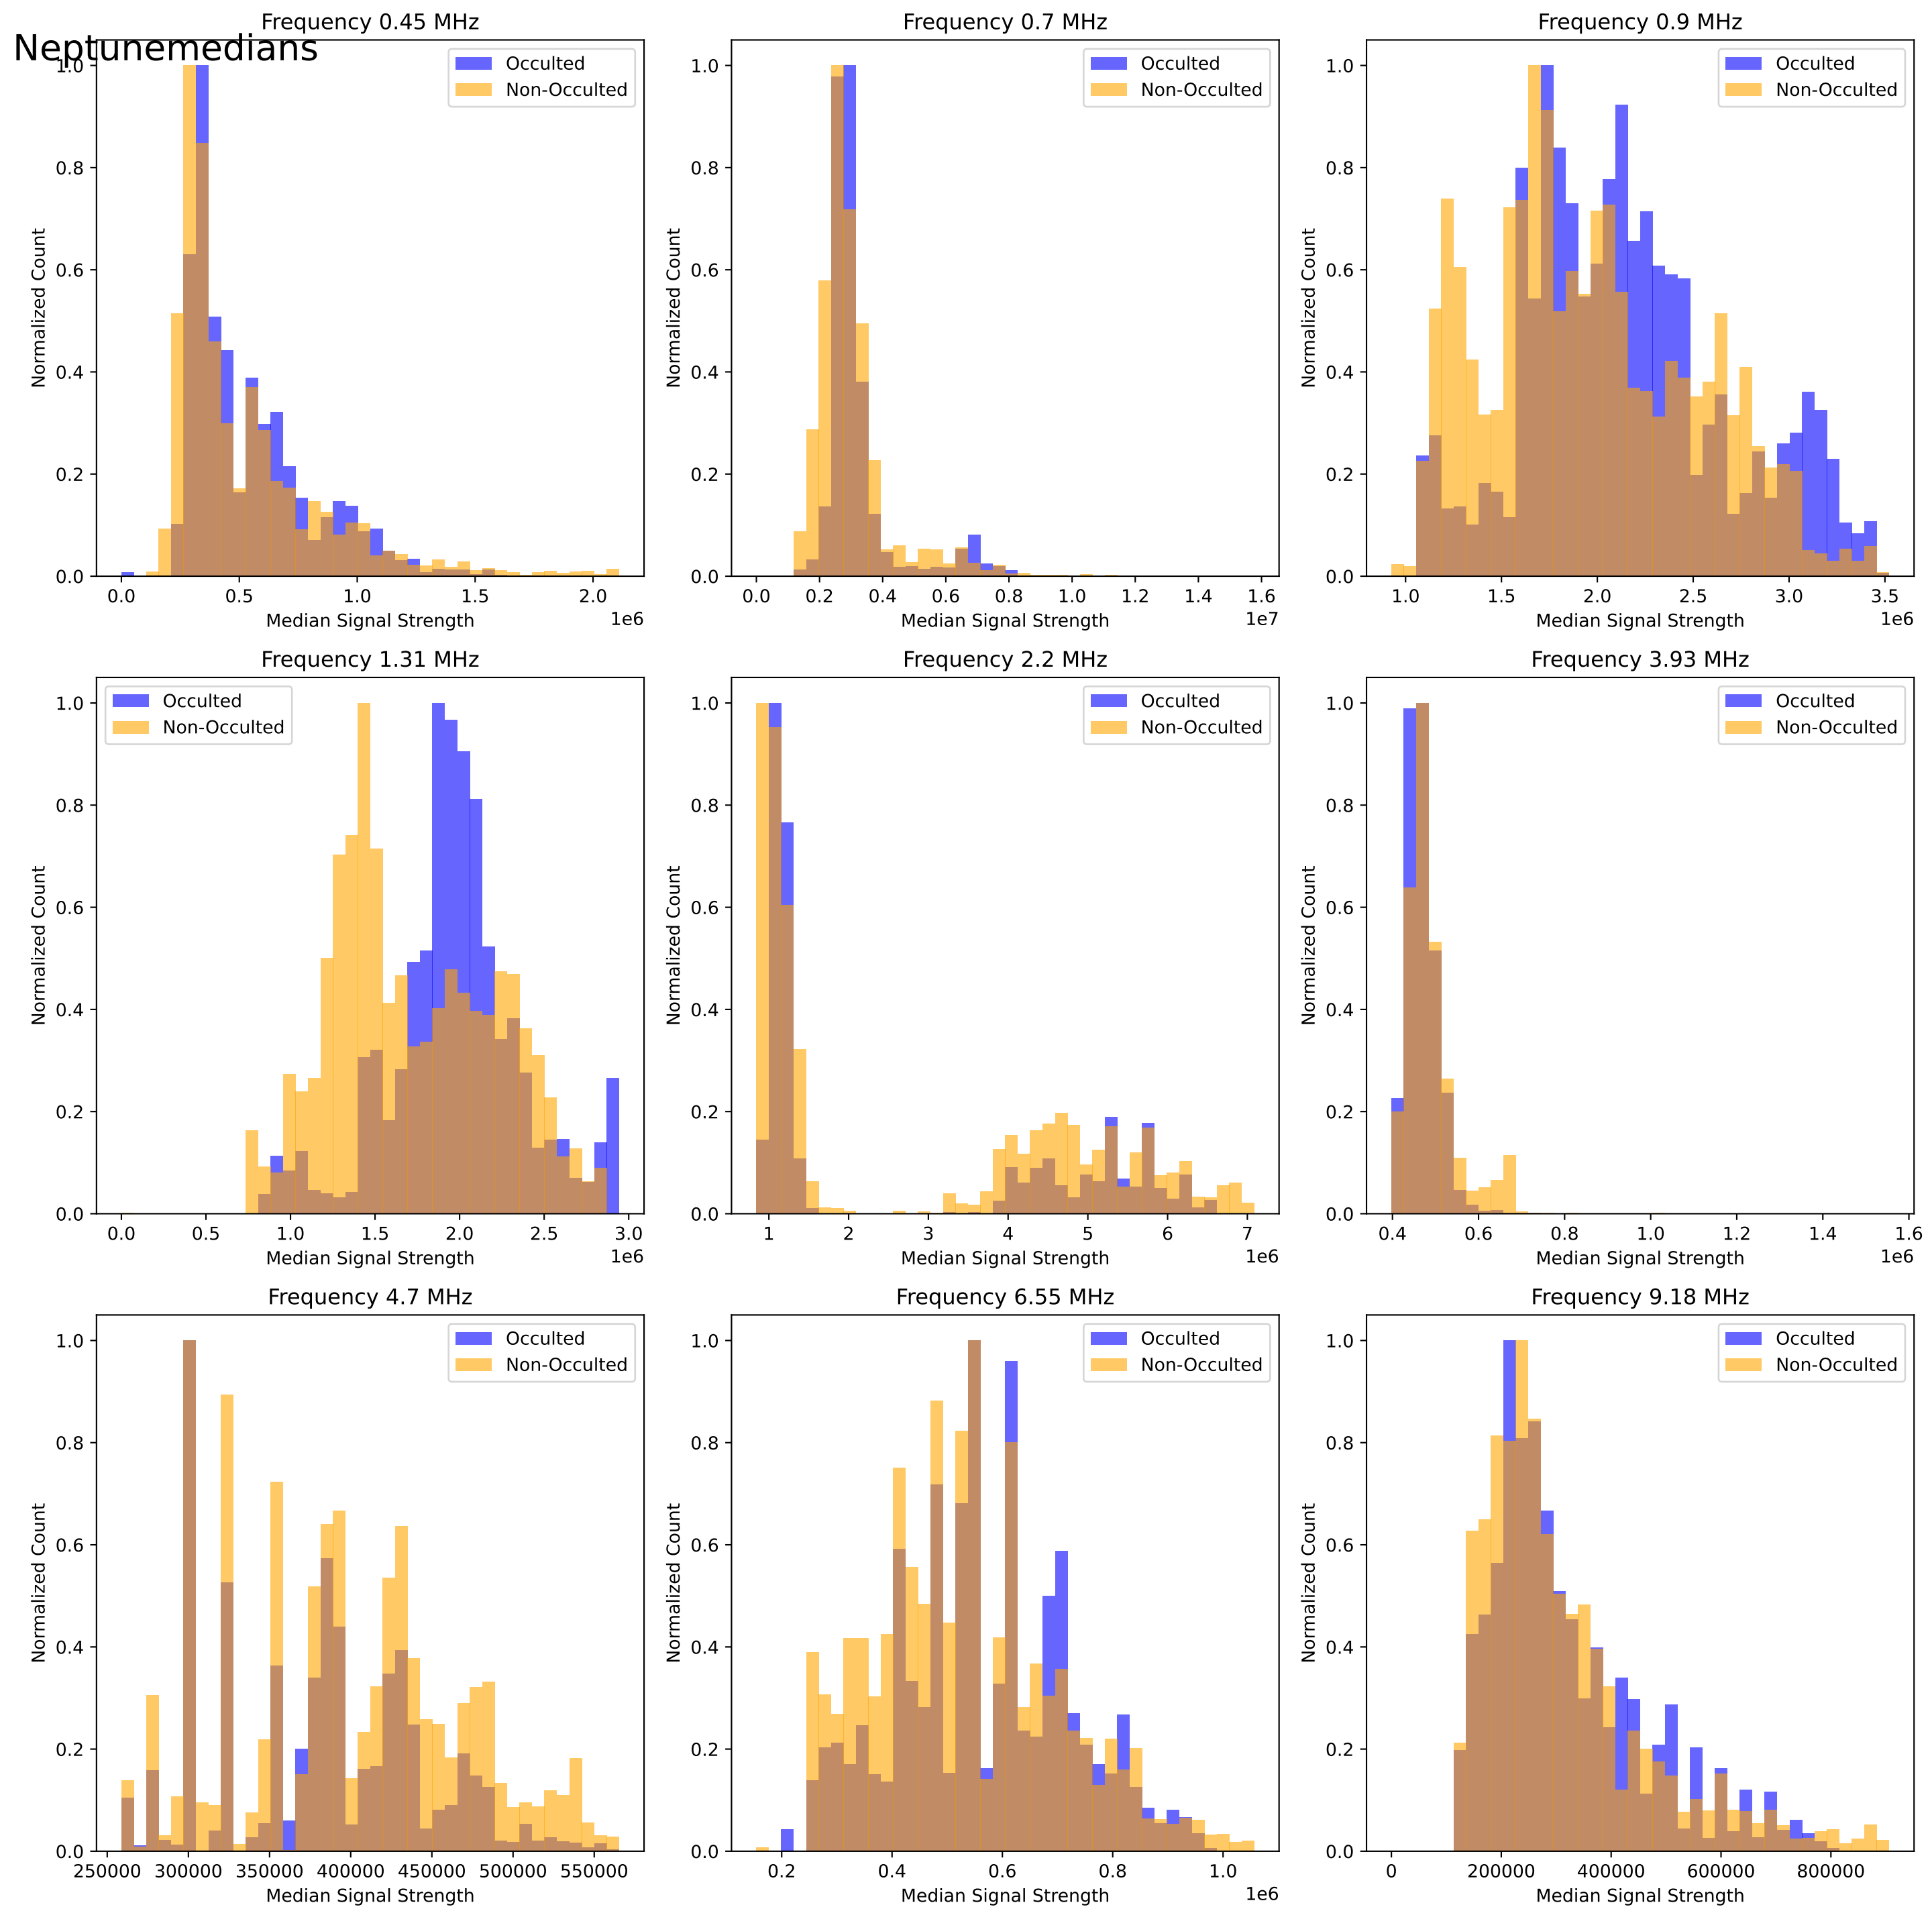 Neptunemedians
Frequency 0.45 MHz
Occulted
Non-Occulted
Normalized Count
1.0
0.8
0.6
0.4
0.2
0.0
0.0 0.5 1.0 1.5 2.0
1e6
Median Signal Strength
Frequency 0.7 MHz
Occulted
Non-Occulted
Normalized Count
1.0
0.8
0.6
0.4
0.2
0.0
0.0 0.2 0.4 0.6 0.8 1.0 1.2 1.4 1.6
1e7
Median Signal Strength
Frequency 0.9 MHz
Occulted
Non-Occulted
Normalized Count
1.0
0.8
0.6
0.4
0.2
0.0
1.0 1.5 2.0 2.5 3.0 3.5
1e6
Median Signal Strength
Frequency 1.31 MHz
Occulted
Non-Occulted
Normalized Count
1.0
0.8
0.6
0.4
0.2
0.0
0.0 0.5 1.0 1.5 2.0 2.5 3.0
1e6
Median Signal Strength
Frequency 2.2 MHz
Occulted
Non-Occulted
Normalized Count
1.0
0.8
0.6
0.4
0.2
0.0
1 2 3 4 5 6 7
1e6
Median Signal Strength
Frequency 3.93 MHz
Occulted
Non-Occulted
Normalized Count
1.0
0.8
0.6
0.4
0.2
0.0
0.4 0.6 0.8 1.0 1.2 1.4 1.6
1e6
Median Signal Strength
Frequency 4.7 MHz
Occulted
Non-Occulted
Normalized Count
1.0
0.8
0.6
0.4
0.2
0.0
250000 300000 350000 400000 450000 500000 550000
Median Signal Strength
Frequency 6.55 MHz
Occulted
Non-Occulted
Normalized Count
1.0
0.8
0.6
0.4
0.2
0.0
0.2 0.4 0.6 0.8 1.0
1e6
Median Signal Strength
Frequency 9.18 MHz
Occulted
Non-Occulted
Normalized Count
1.0
0.8
0.6
0.4
0.2
0.0
0 200000 400000 600000 800000
Median Signal Strength